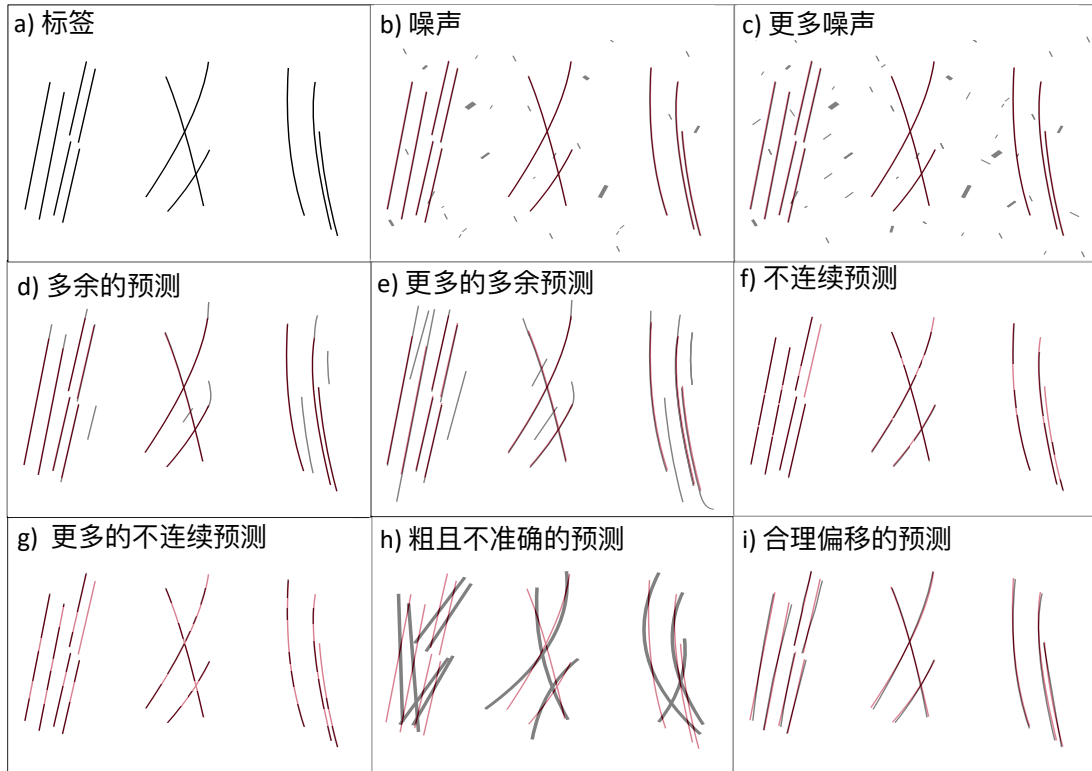 a) 标签
b) 噪声
c) 更多噪声
d) 多余的预测
e) 更多的多余预测
f) 不连续预测
g) 更多的不连续预测
h) 粗且不准确的预测
i) 合理偏移的预测